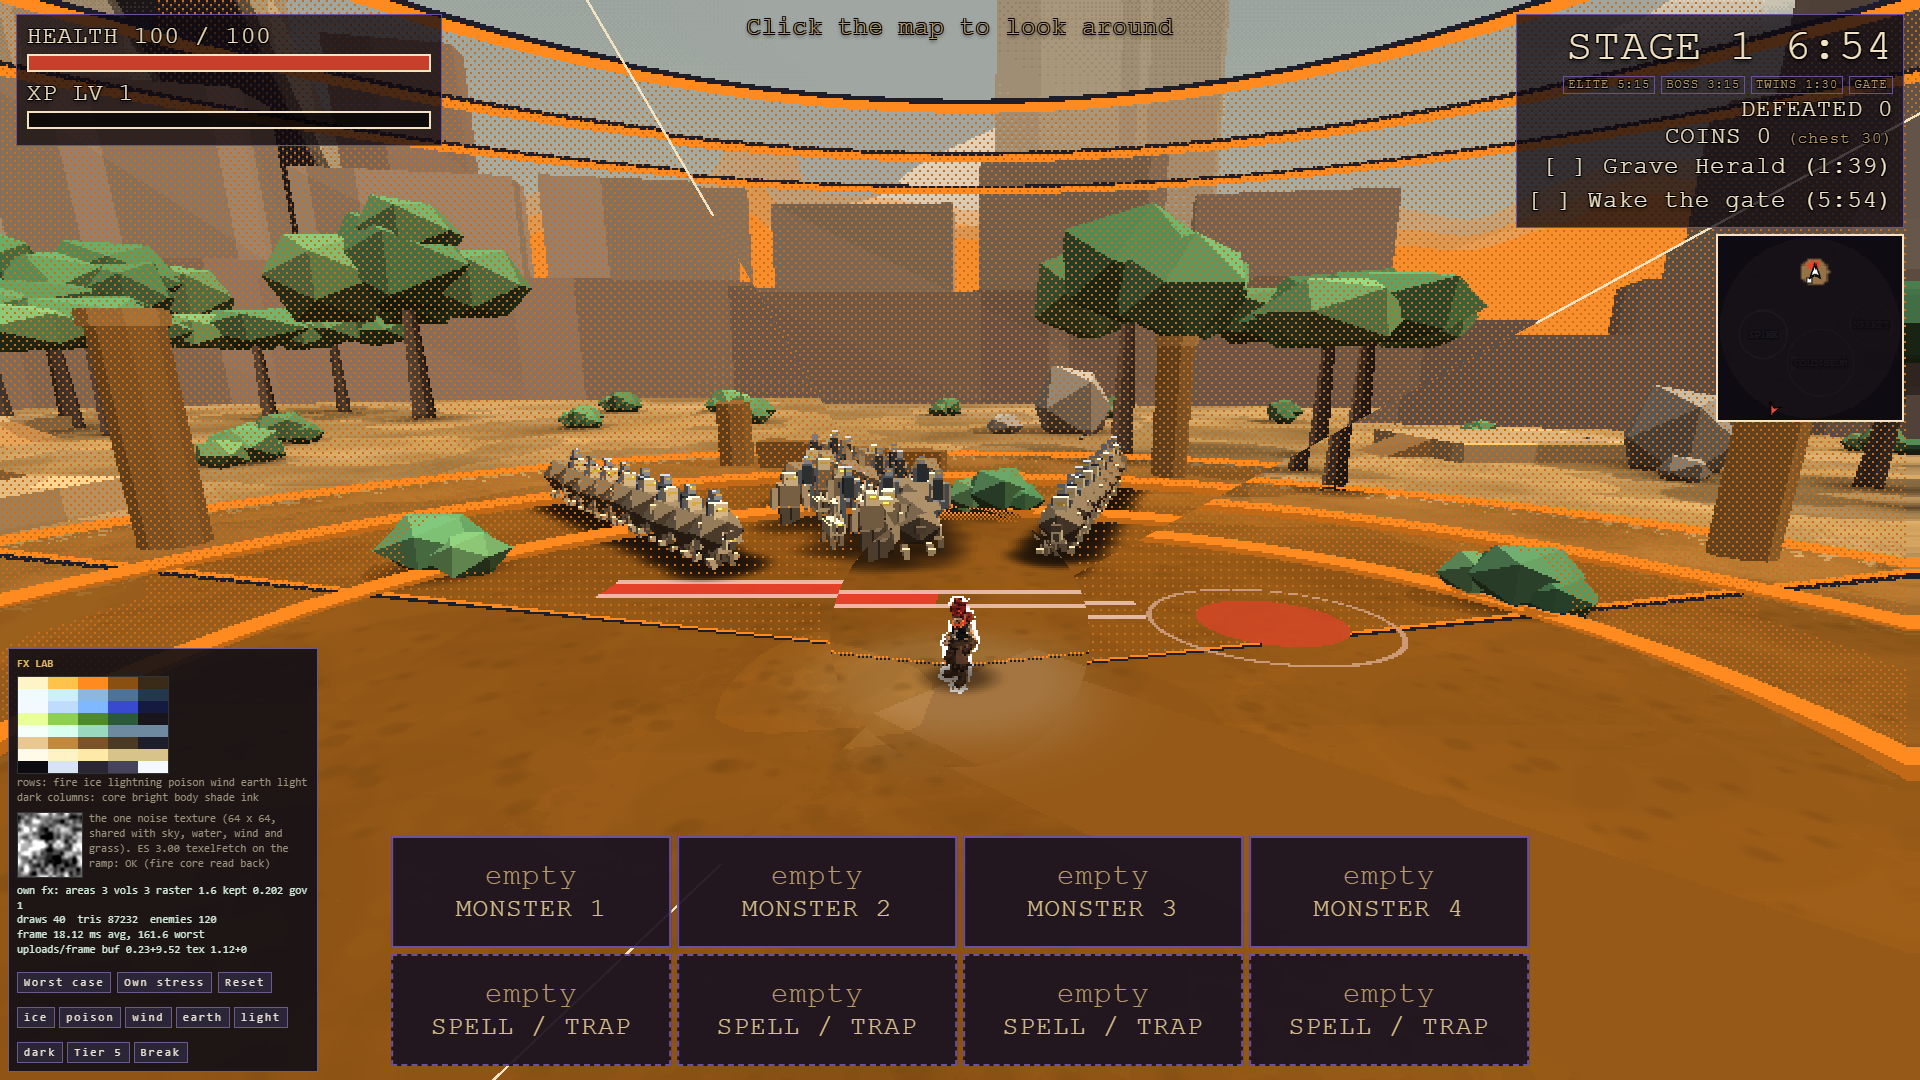 HEALTH 100 / 100
XP LV 1
Click the map to look around
STAGE 1 6:54
ELITE 5:15 BOSS 3:15 TWINS 1:30 GATE
DEFEATED 0
COINS 0 (chest 30)
[ ] Grave Herald (1:39)
[ ] Wake the gate (5:54)
FX LAB
rows: fire ice lightning poison wind earth light
dark columns: core bright body shade ink
the one noise texture (64 x 64,
shared with sky, water, wind and
grass). ES 3.00 texelFetch on the
ramp: OK (fire core read back)
own fx: areas 3 vols 3 raster 1.6 kept 0.202 gov
1
draws 40 tris 87232 enemies 120
frame 18.12 ms avg, 161.6 worst
uploads/frame buf 0.23+9.52 tex 1.12+0
Worst case Own stress Reset
ice poison wind earth light
dark Tier 5 Break
empty
MONSTER 1
empty
MONSTER 2
empty
MONSTER 3
empty
MONSTER 4
empty
SPELL / TRAP
empty
SPELL / TRAP
empty
SPELL / TRAP
empty
SPELL / TRAP